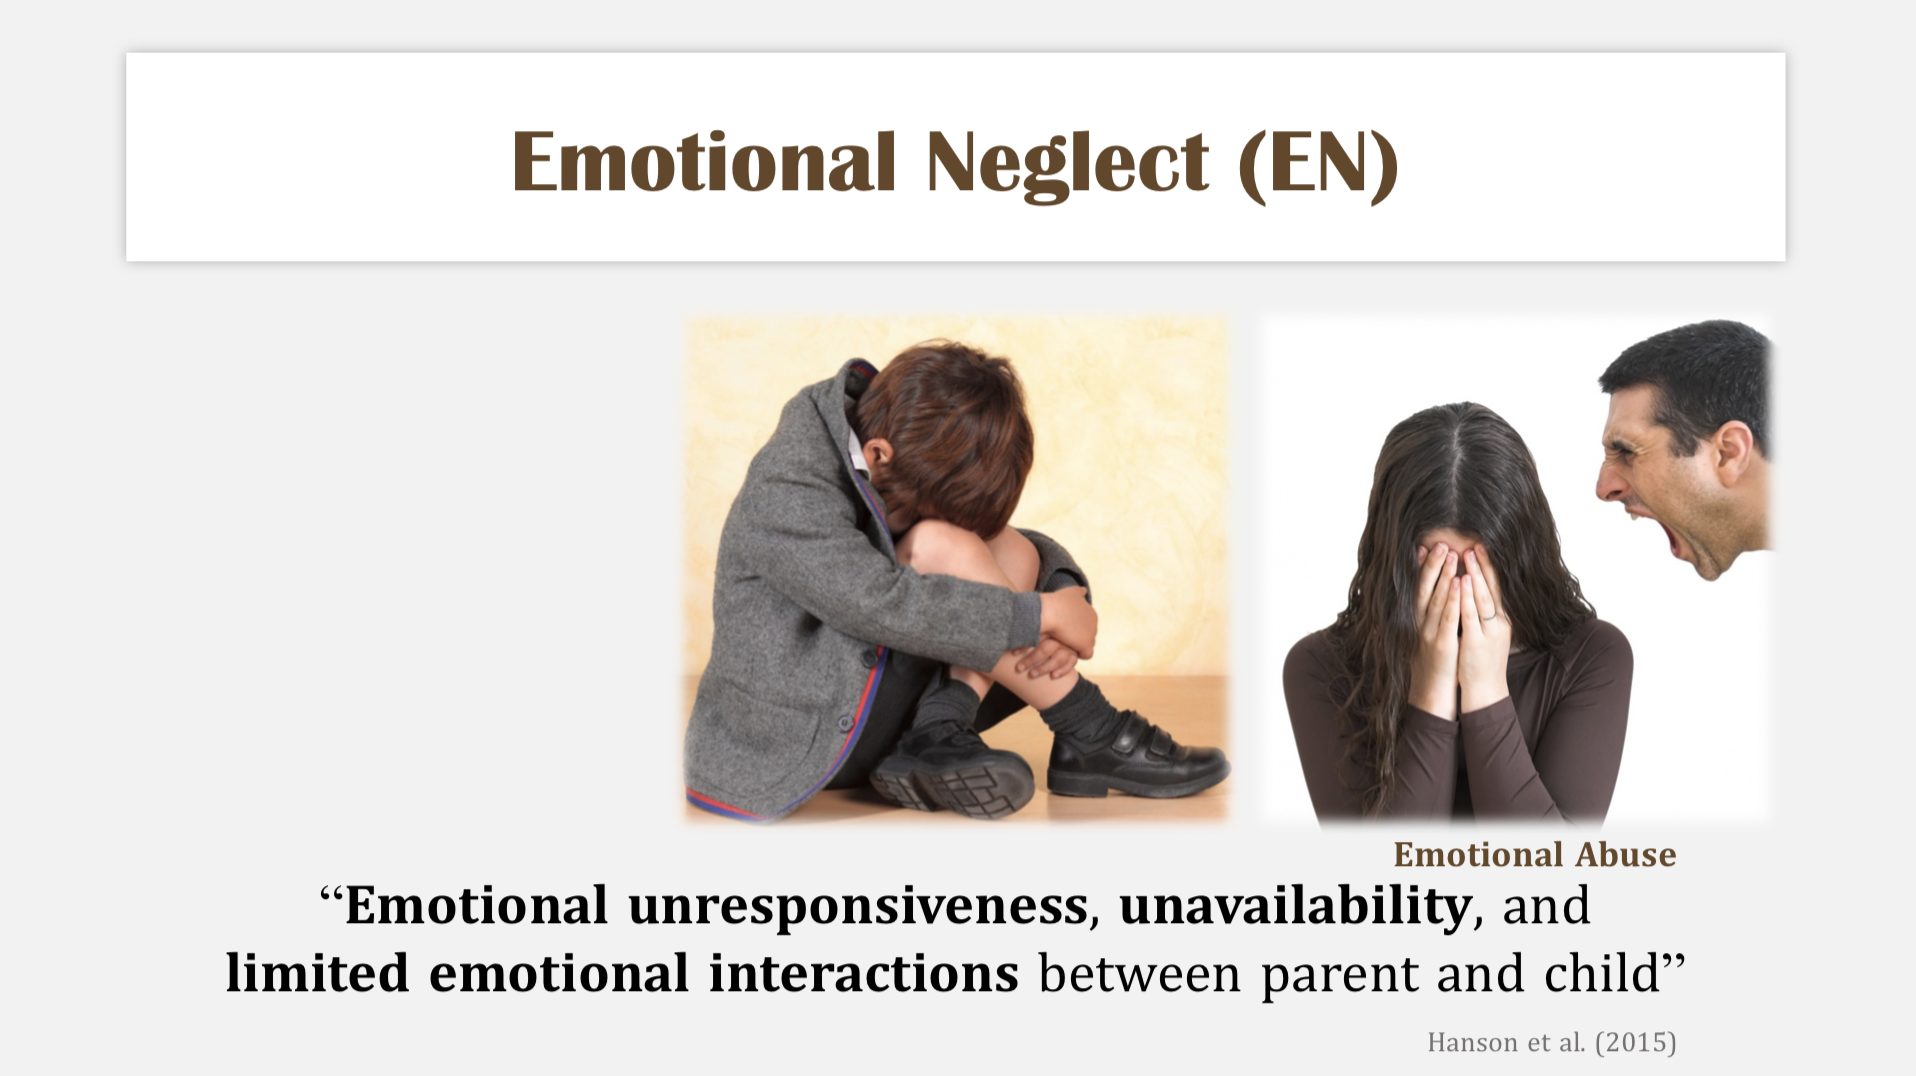 Emotional Neglect (EN)
Emotional Abuse
“Emotional unresponsiveness, unavailability, and
limited emotional interactions between parent and child”
Hanson et al. (2015)